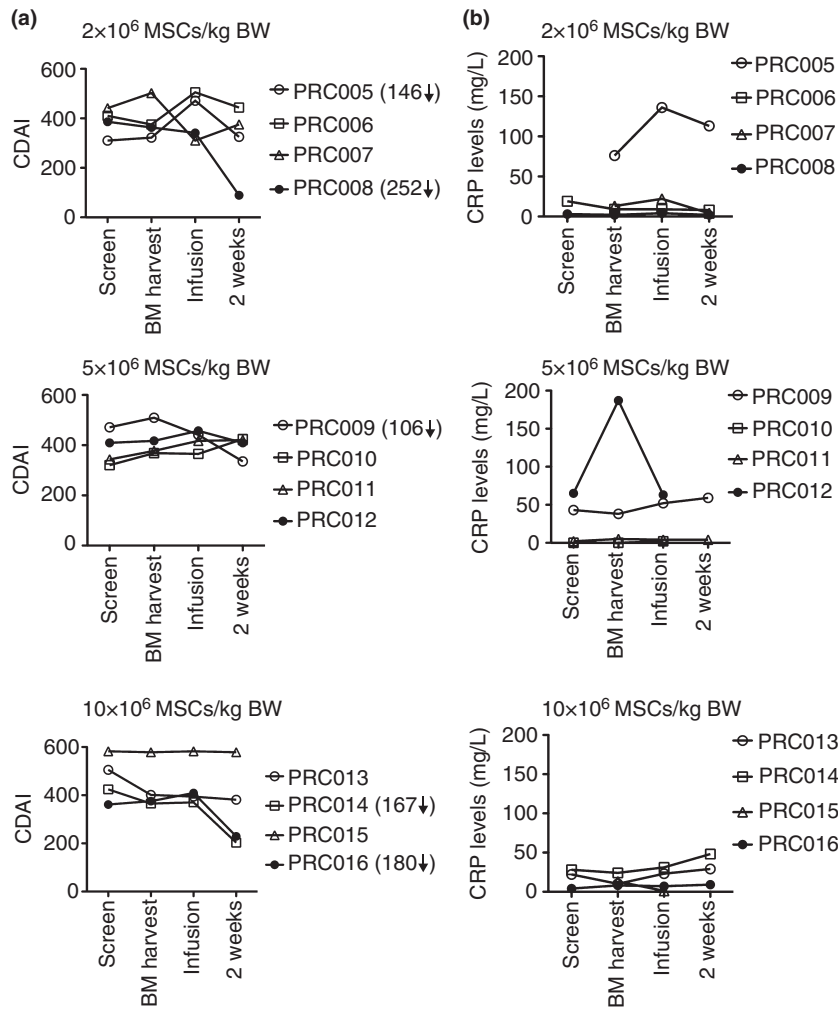 (a)
2×10⁶ MSCs/kg BW
600
400
200
0
CDAI
Screen
BM harvest
Infusion
2 weeks
PRC005 (146↓)
PRC006
PRC007
PRC008 (252↓)
5×10⁶ MSCs/kg BW
600
400
200
0
CDAI
Screen
BM harvest
Infusion
2 weeks
PRC009 (106↓)
PRC010
PRC011
PRC012
10×10⁶ MSCs/kg BW
600
400
200
0
CDAI
Screen
BM harvest
Infusion
2 weeks
PRC013
PRC014 (167↓)
PRC015
PRC016 (180↓)
(b)
2×10⁶ MSCs/kg BW
200
150
100
50
0
CRP levels (mg/L)
Screen
BM harvest
Infusion
2 weeks
PRC005
PRC006
PRC007
PRC008
5×10⁶ MSCs/kg BW
200
150
100
50
0
CRP levels (mg/L)
Screen
BM harvest
Infusion
2 weeks
PRC009
PRC010
PRC011
PRC012
10×10⁶ MSCs/kg BW
200
150
100
50
0
CRP levels (mg/L)
Screen
BM harvest
Infusion
2 weeks
PRC013
PRC014
PRC015
PRC016